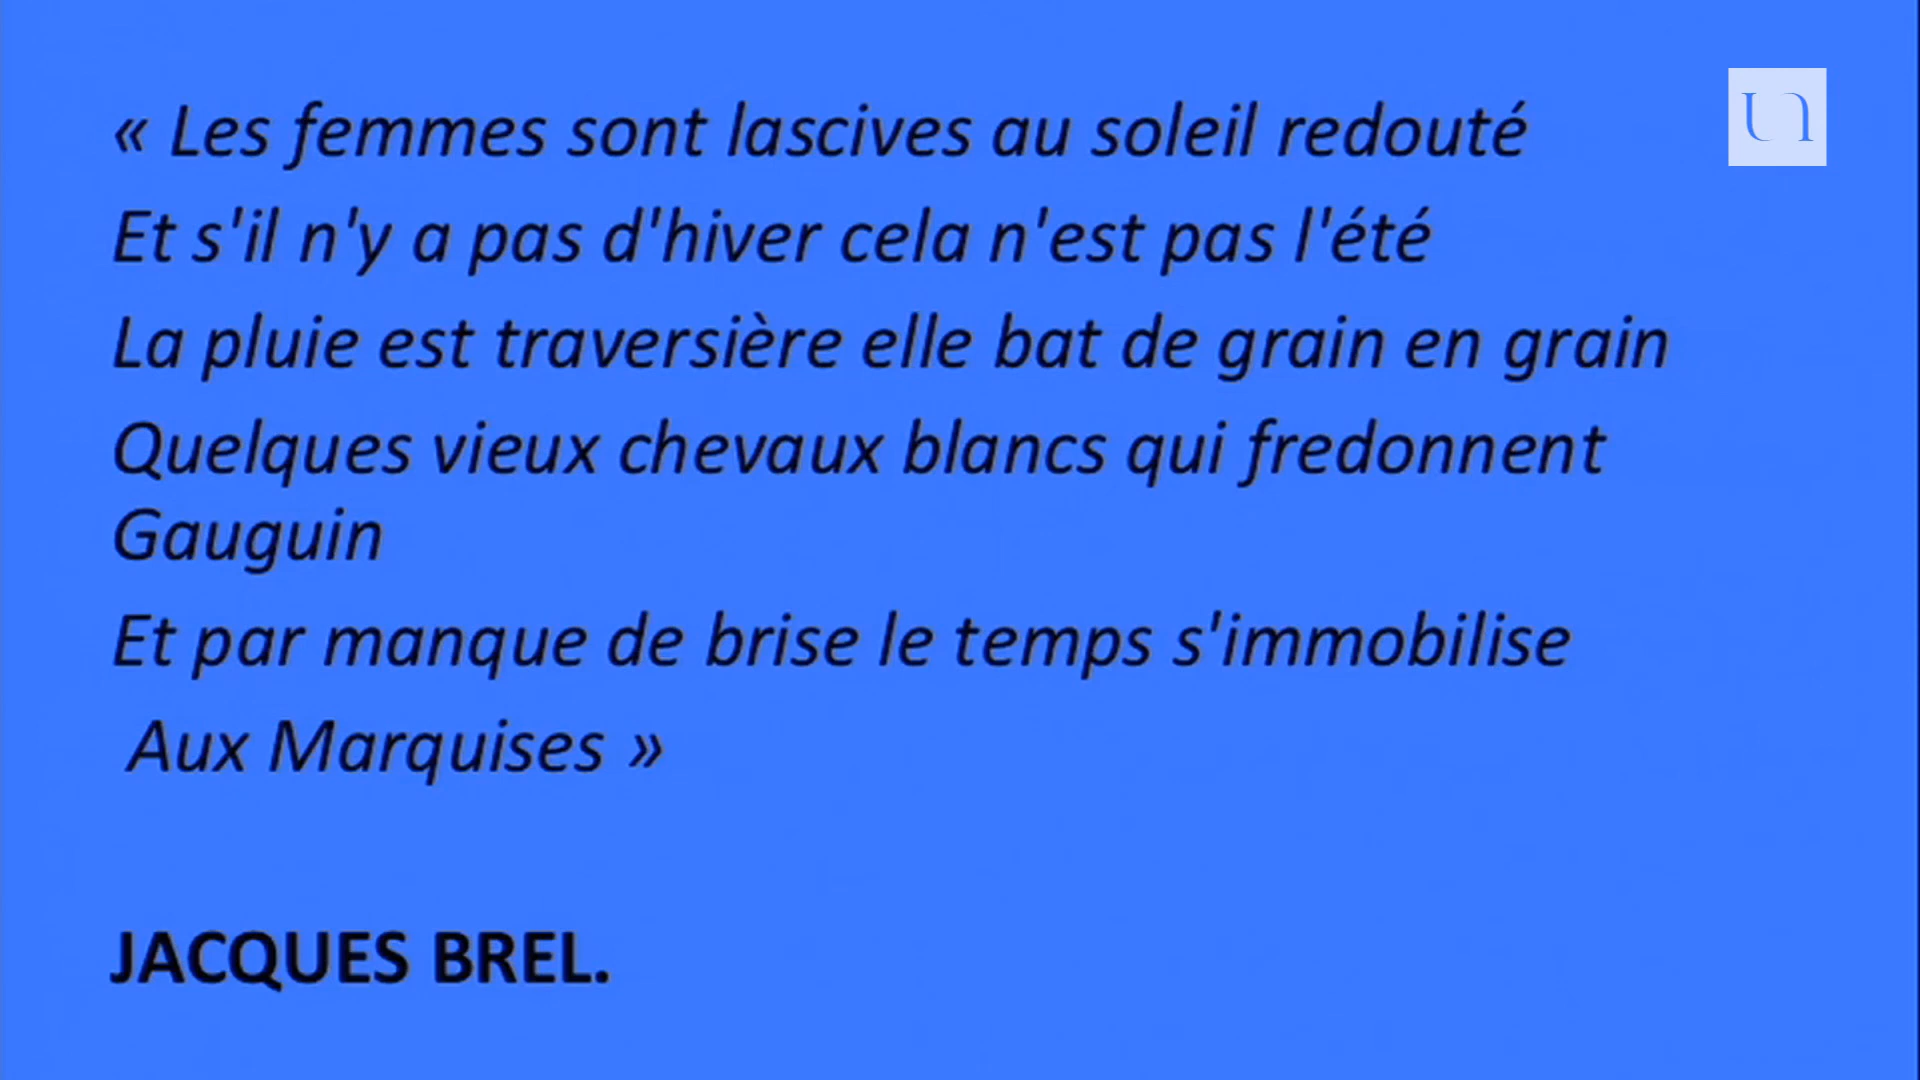 « Les femmes sont lascives au soleil redouté
Et s'il n'y a pas d'hiver cela n'est pas l'été
La pluie est traversière elle bat de grain en grain
Quelques vieux chevaux blancs qui fredonnent
Gauguin
Et par manque de brise le temps s'immobilise
Aux Marquises »
JACQUES BREL.